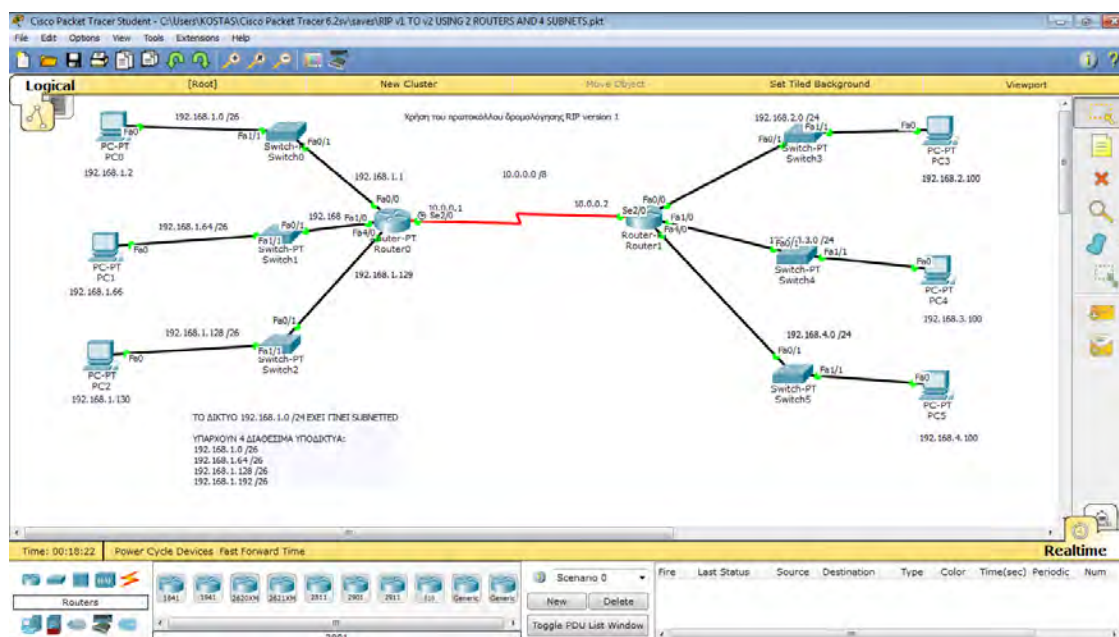 Cisco Packet Tracer Student - C:\Users\KOSTAS\Cisco Packet Tracer 6.2sv\saves\RIP v1 TO v2 USING 2 ROUTERS AND 4 SUBNETS.pkt
File Edit Options View Tools Extensions Help
Logical [Root] New Cluster Move Object Set Tiled Background Viewport
Χρήση του πρωτοκόλλου δρομολόγησης RIP version 1
192.168.1.0 /26
Fa0
PC-PT
PC0
192.168.1.2
Fa1/1
Fa0/1
Switch0
192.168.1.1
Fa0/0
192.168.1.64 /26
Fa0
PC-PT
PC1
192.168.1.66
Fa0/1
Fa1/1
Switch-PT
Switch1
192.168
Fa1/0
Fa4/0
Router0
10.0.0.1
Se2/0
192.168.1.129
192.168.1.128 /26
Fa0
PC-PT
PC2
192.168.1.130
Fa0/1
Fa1/1
Switch-PT
Switch2
10.0.0.0 /8
10.0.0.2
Se2/0
Fa0/0
Fa1/0
Fa4/0
Router1
192.168.2.0 /24
Fa1/1
Fa0/1
Switch-PT
Switch3
Fa0
PC-PT
PC3
192.168.2.100
.3.0 /24
Fa0/1
Fa1/1
Switch-PT
Switch4
Fa0
PC-PT
PC4
192.168.3.100
192.168.4.0 /24
Fa0/1
Fa1/1
Switch-PT
Switch5
Fa0
PC-PT
PC5
192.168.4.100
ΤΟ ΔΙΚΤΥΟ 192.168.1.0 /24 ΕΧΕΙ ΓΙΝΕΙ SUBNETTED
ΥΠΑΡΧΟΥΝ 4 ΔΙΑΘΕΣΙΜΑ ΥΠΟΔΙΚΤΥΑ:
192.168.1.0 /26
192.168.1.64 /26
192.168.1.128 /26
192.168.1.192 /26
Time: 00:18:22 Power Cycle Devices Fast Forward Time Realtime
Routers
1841 1941 2620XM 2621XM 2811 2901 2911 Generic Generic
Scenario 0
New Delete
Toggle PDU List Window
Fire Last Status Source Destination Type Color Time(sec) Periodic Num